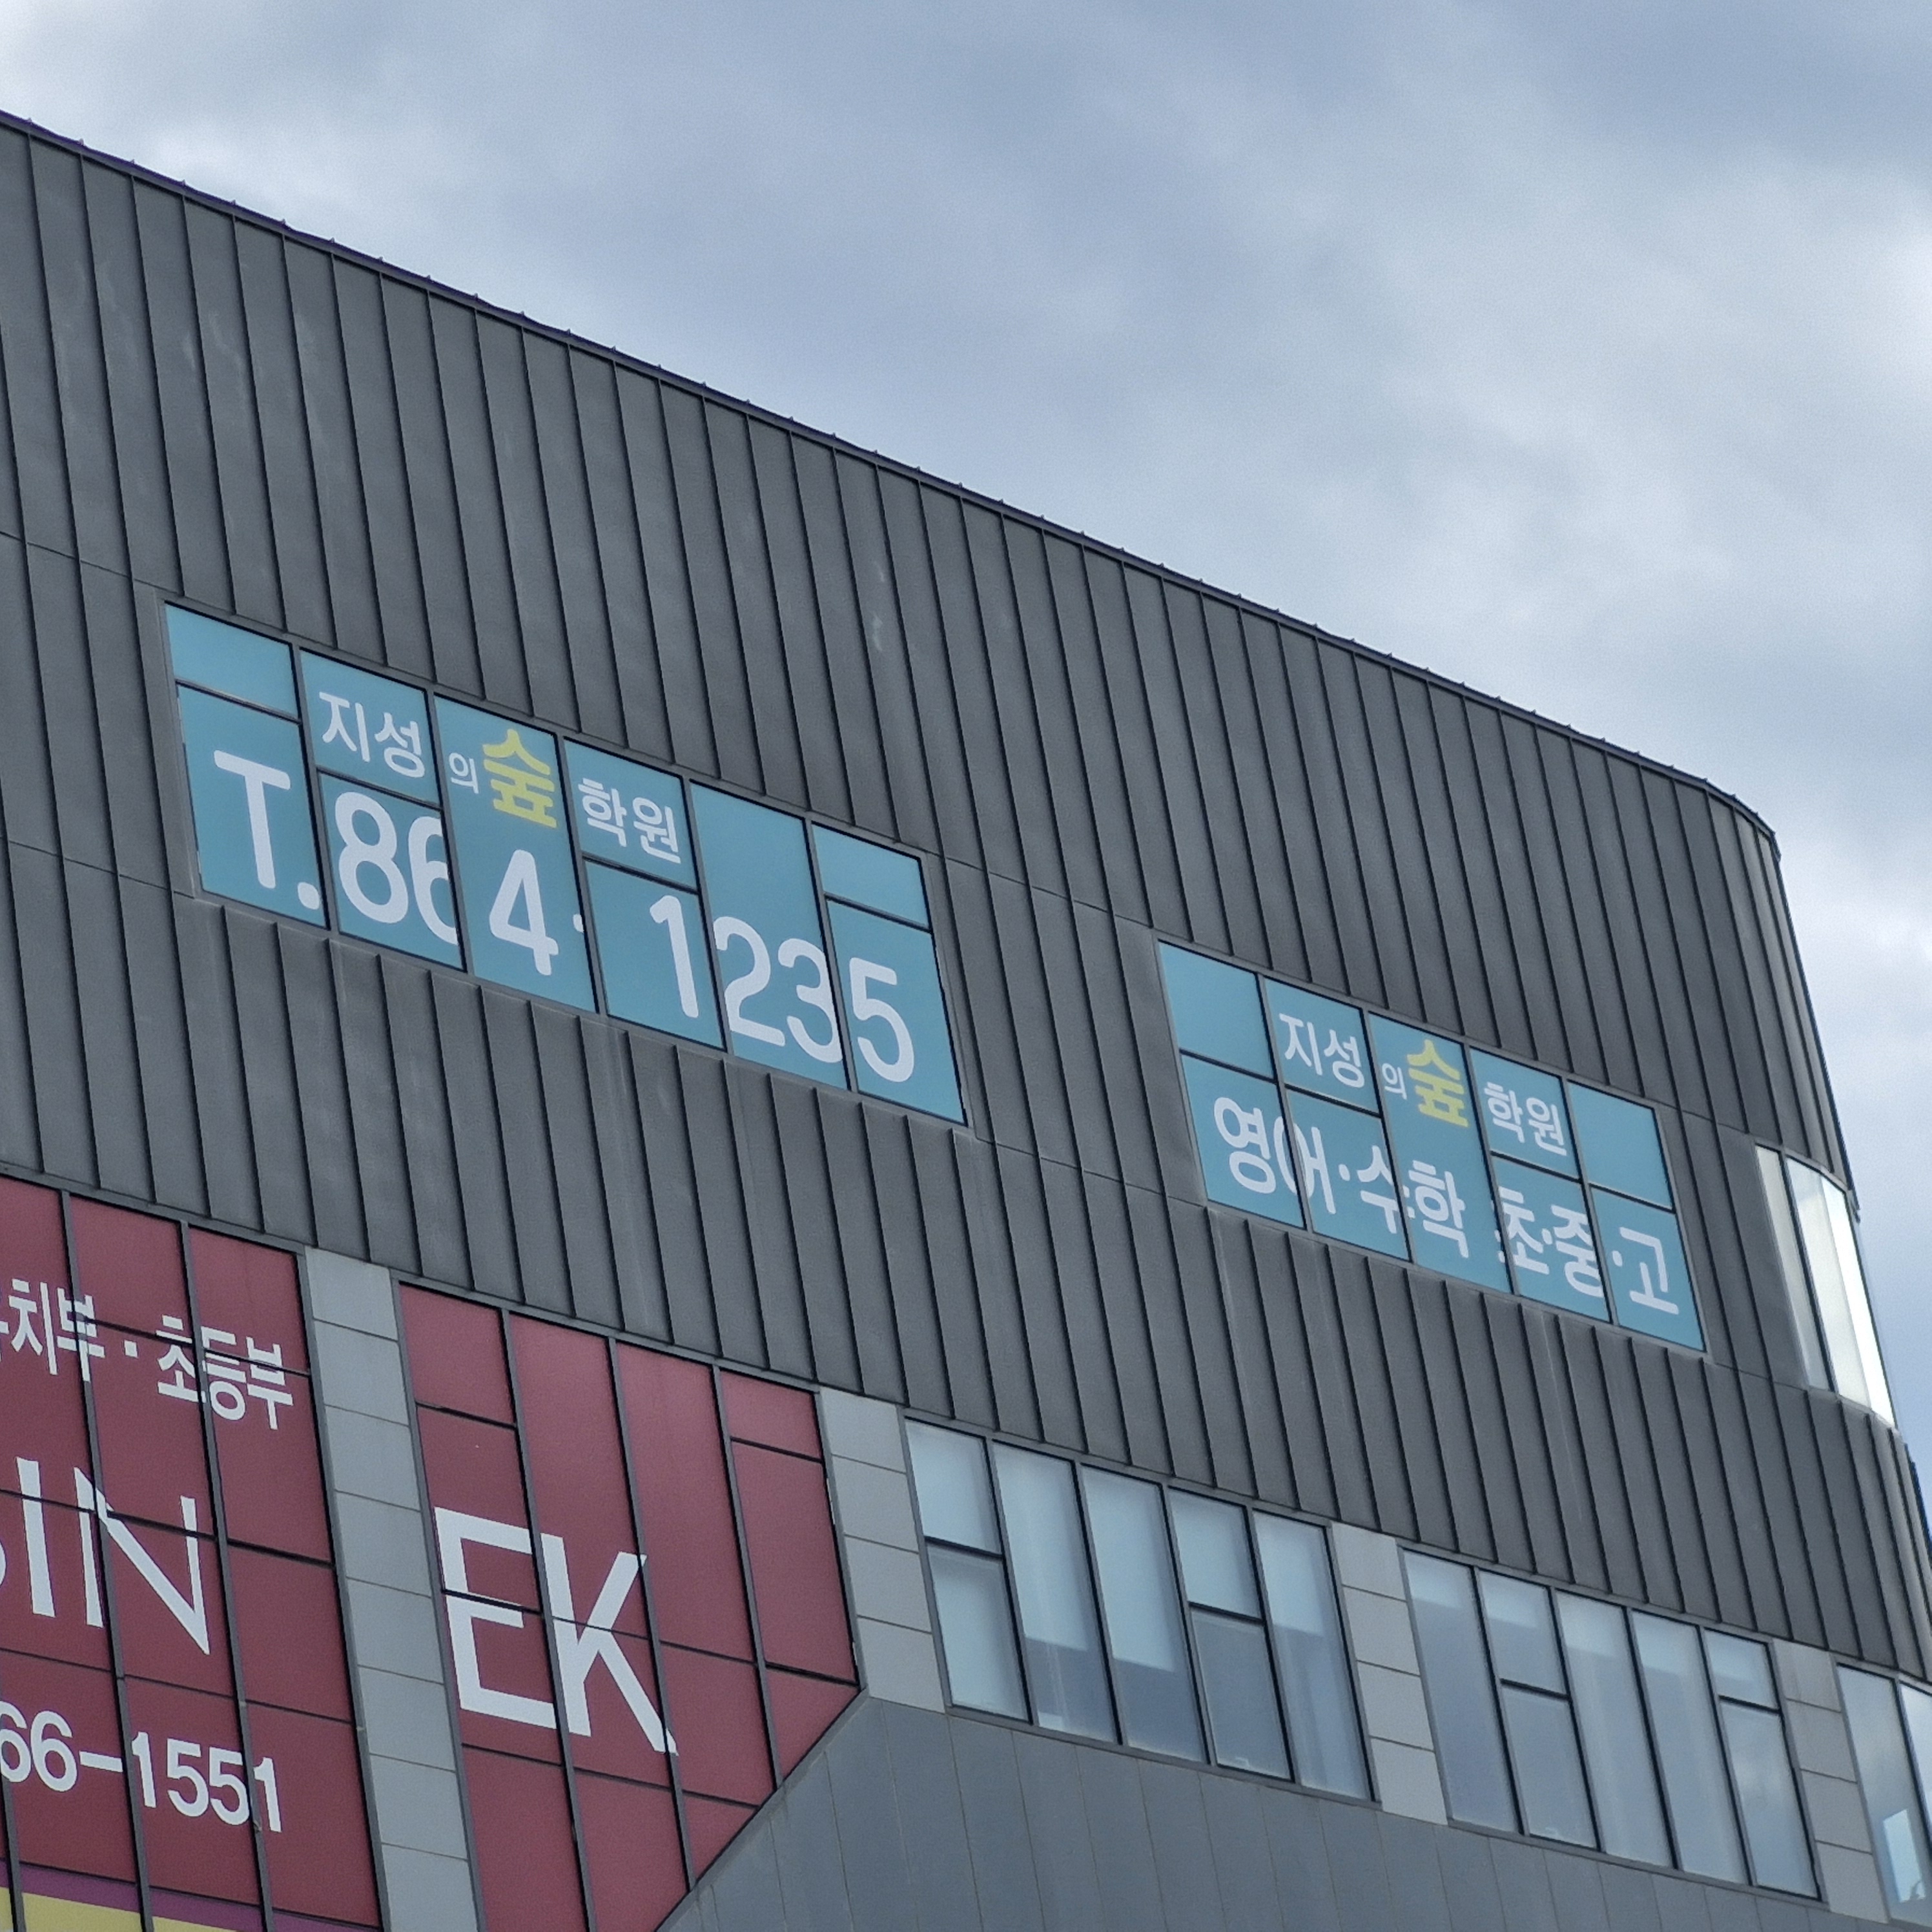 지성의숲학원
T.864-1235
지성의숲학원
영어·수학 초·중·고
치부·초등부
IN
EK
66-1551